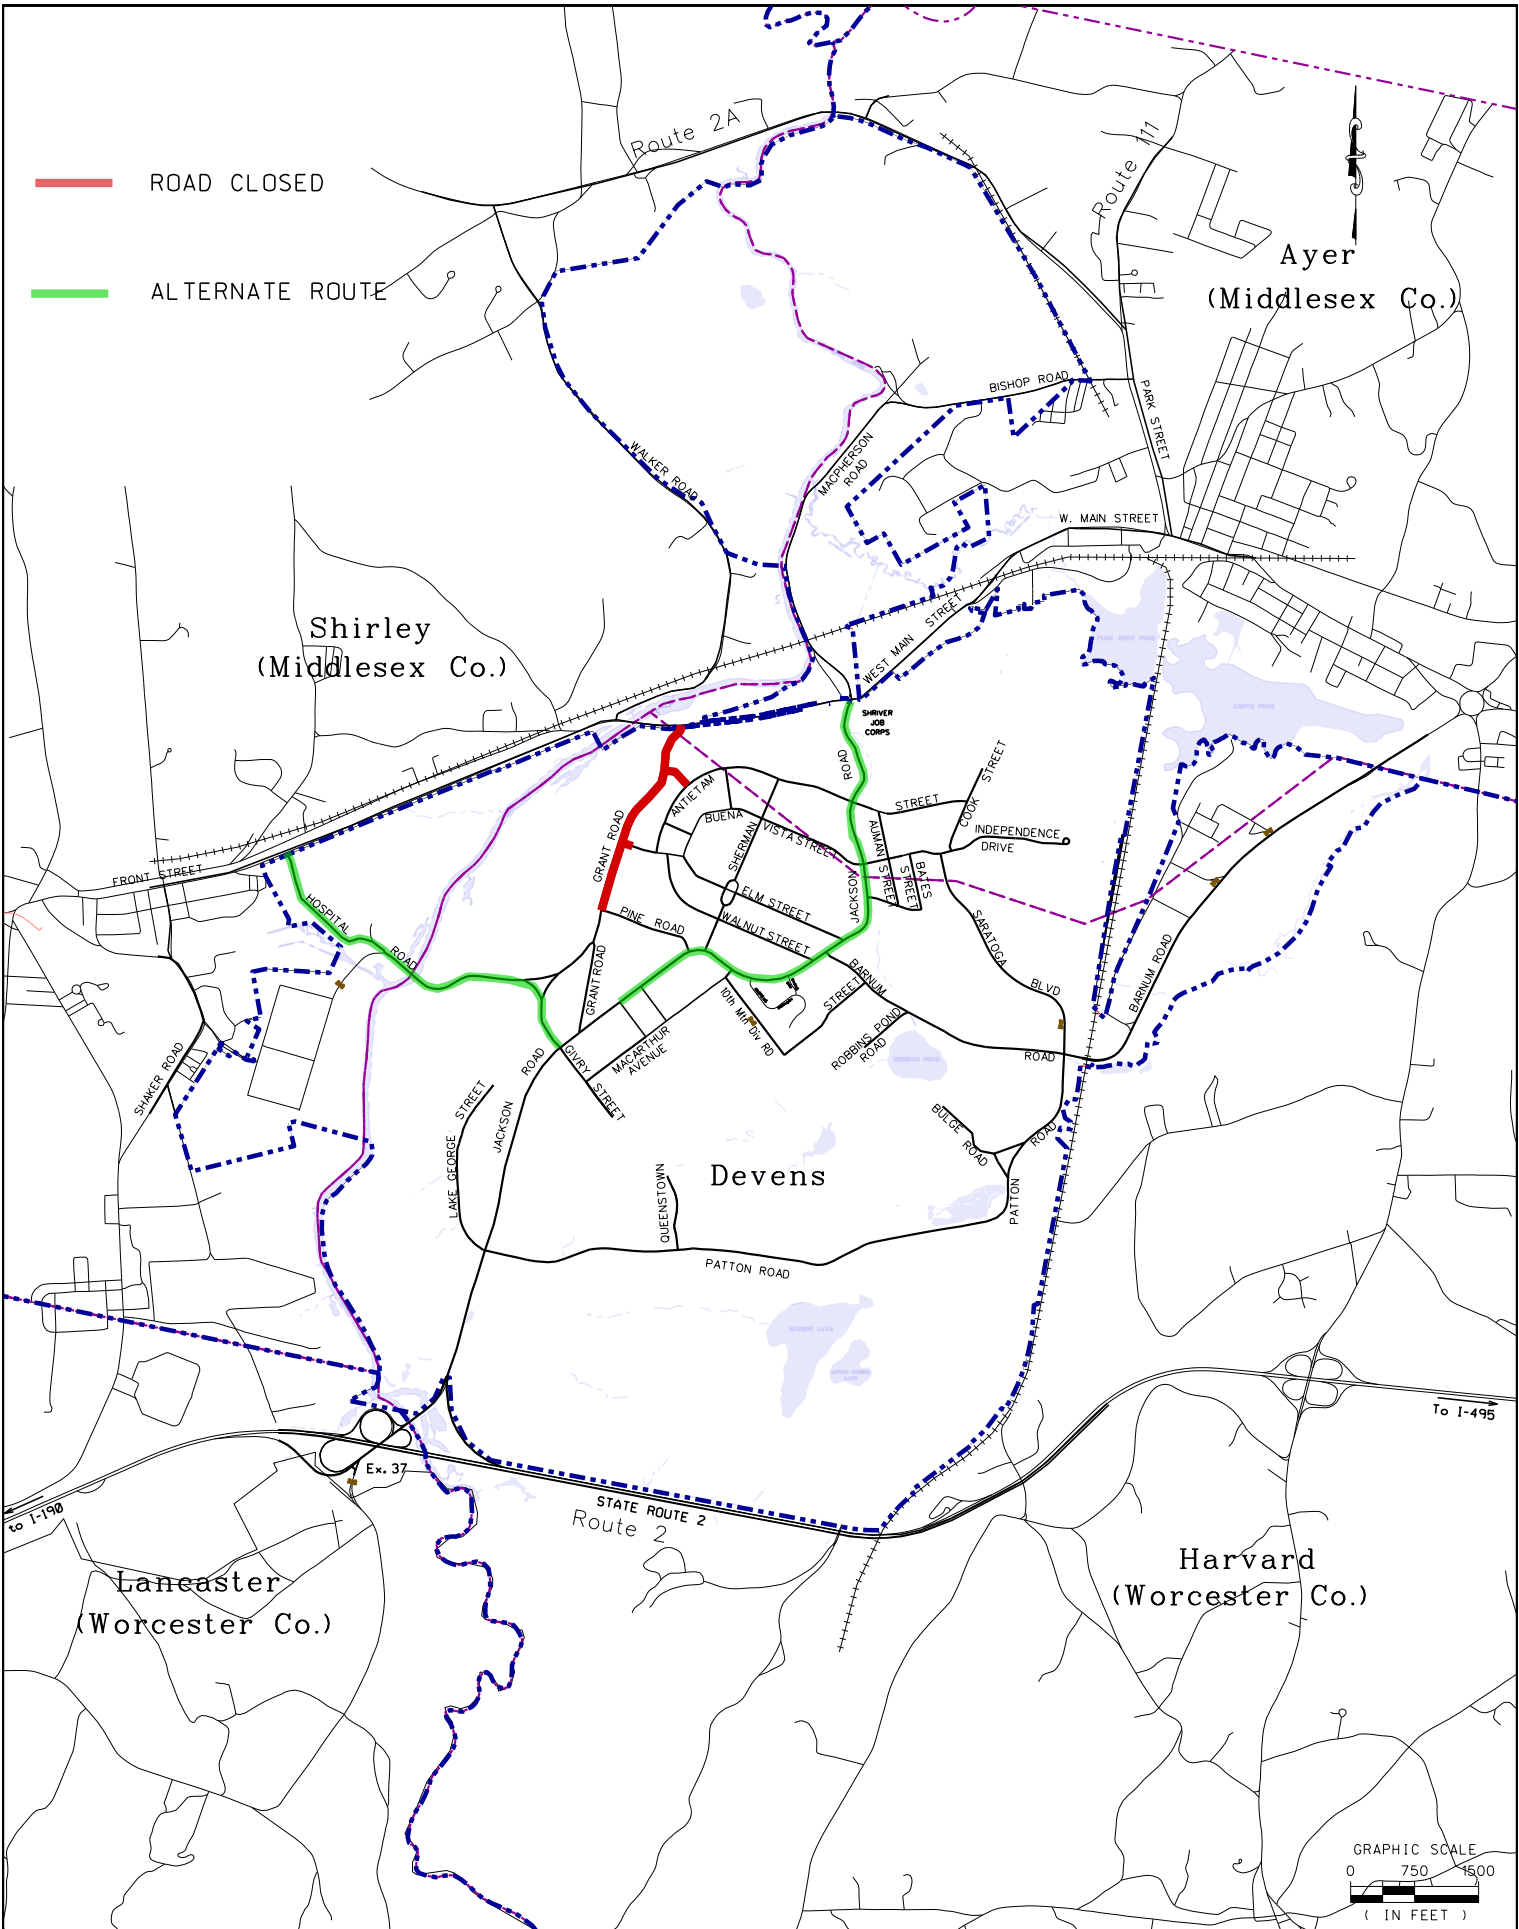 Route 2A
Route 111
ROAD CLOSED
ALTERNATE ROUTE
Ayer
(Middlesex Co.)
BISHOP ROAD
PARK STREET
WALKER ROAD
MACPHERSON
ROAD
W. MAIN STREET
WEST MAIN STREET
Shirley
(Middlesex Co.)
SHRIVER
JOB
CORPS
ROAD
ANTIETAM
STREET
COOK STREET
BUENA
VISTA STREET
SHERMAN
AUMAN STREET
BATES
STREET
INDEPENDENCE
DRIVE
GRANT ROAD
FRONT STREET
HOSPITAL
ROAD
PINE ROAD
ELM STREET
WALNUT STREET
JACKSON
SARATOGA
BLVD
BARNUM ROAD
GRANT ROAD
BARNUM
STREET
10th Mtn Div RD
ROBBINS POND
ROAD
ROAD
MACARTHUR
AVENUE
GIVRY
STREET
ROAD
JACKSON
SHAKER ROAD
STREET
LAKE GEORGE
BULGE ROAD
ROAD
PATTON
Devens
QUEENSTOWN
PATTON ROAD
MIRROR LAKE
To I-495
Ex. 37
to I-190
STATE ROUTE 2
Route 2
Lancaster
(Worcester Co.)
Harvard
(Worcester Co.)
GRAPHIC SCALE
0 750 1500
( IN FEET )